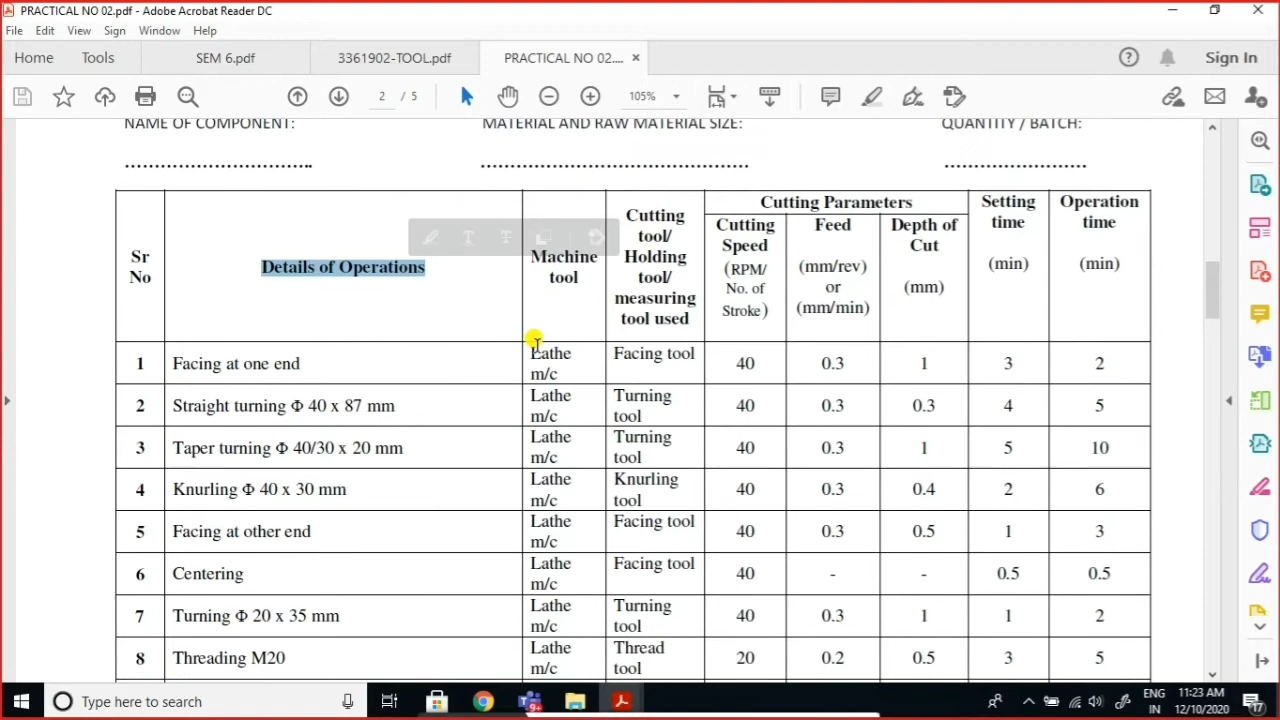 PRACTICAL NO 02.pdf - Adobe Acrobat Reader DC
File Edit View Sign Window Help
Home Tools SEM 6.pdf 3361902-TOOL.pdf PRACTICAL NO 02.... × Sign In
2 / 5 105%
NAME OF COMPONENT: MATERIAL AND RAW MATERIAL SIZE: QUANTITY / BATCH:
Sr No
Details of Operations
Machine tool
Cutting tool/ Holding tool/ measuring tool used
Cutting Parameters
Cutting Speed (RPM/ No. of Stroke)
Feed (mm/rev) or (mm/min)
Depth of Cut (mm)
Setting time (min)
Operation time (min)
1 Facing at one end Lathe m/c Facing tool 40 0.3 1 3 2
2 Straight turning Φ 40 x 87 mm Lathe m/c Turning tool 40 0.3 0.3 4 5
3 Taper turning Φ 40/30 x 20 mm Lathe m/c Turning tool 40 0.3 1 5 10
4 Knurling Φ 40 x 30 mm Lathe m/c Knurling tool 40 0.3 0.4 2 6
5 Facing at other end Lathe m/c Facing tool 40 0.3 0.5 1 3
6 Centering Lathe m/c Facing tool 40 - - 0.5 0.5
7 Turning Φ 20 x 35 mm Lathe m/c Turning tool 40 0.3 1 1 2
8 Threading M20 Lathe m/c Thread tool 20 0.2 0.5 3 5
Type here to search
9+
ENG IN
11:23 AM
12/10/2020
17